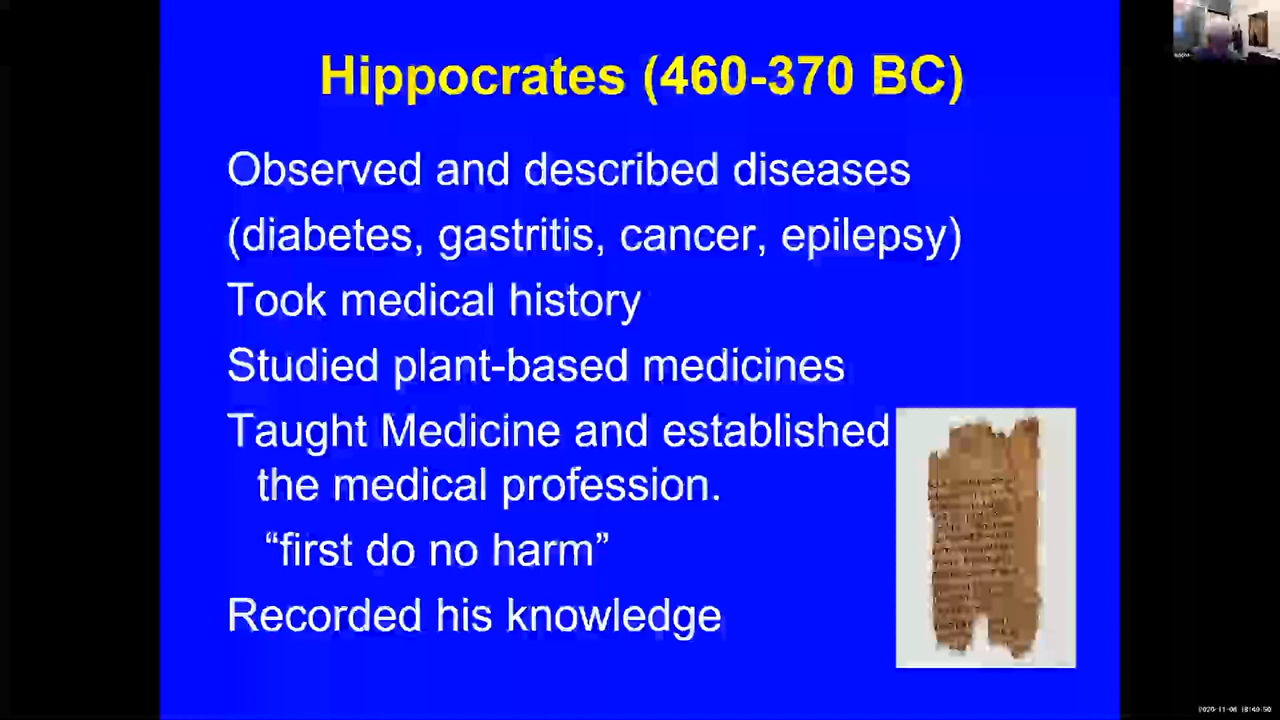 Hippocrates (460-370 BC)
Observed and described diseases
(diabetes, gastritis, cancer, epilepsy)
Took medical history
Studied plant-based medicines
Taught Medicine and established
the medical profession.
“first do no harm”
Recorded his knowledge